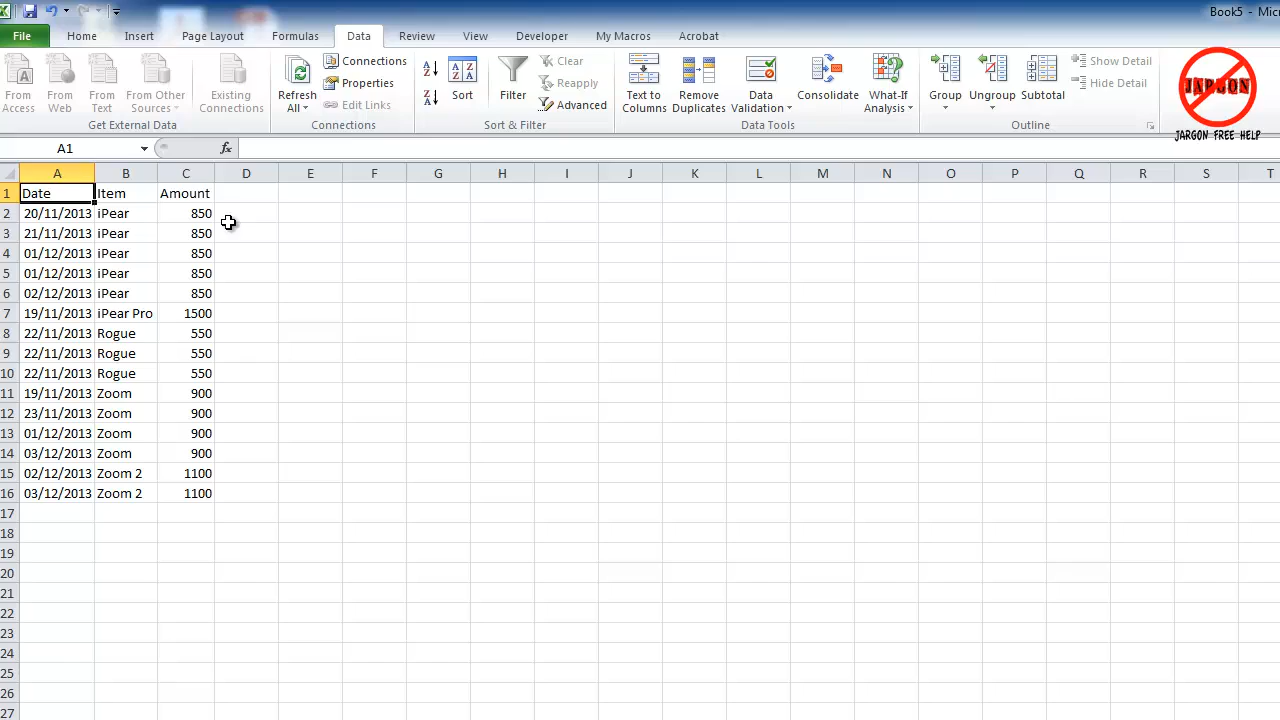 Book5 - Micr
File Home Insert Page Layout Formulas Data Review View Developer My Macros Acrobat
From Access
From Web
From Text
From Other Sources
Existing Connections
Get External Data
Refresh All
Connections
Properties
Edit Links
Connections
Sort
Filter
Clear
Reapply
Advanced
Sort & Filter
Text to Columns
Remove Duplicates
Data Validation
Consolidate
What-If Analysis
Data Tools
Group
Ungroup
Subtotal
Show Detail
Hide Detail
Outline
JARGON
JARGON FREE HELP
A1 fx
A B C D E F G H I J K L M N O P Q R S T
1 Date Item Amount
2 20/11/2013 iPear 850
3 21/11/2013 iPear 850
4 01/12/2013 iPear 850
5 01/12/2013 iPear 850
6 02/12/2013 iPear 850
7 19/11/2013 iPear Pro 1500
8 22/11/2013 Rogue 550
9 22/11/2013 Rogue 550
10 22/11/2013 Rogue 550
11 19/11/2013 Zoom 900
12 23/11/2013 Zoom 900
13 01/12/2013 Zoom 900
14 03/12/2013 Zoom 900
15 02/12/2013 Zoom 2 1100
16 03/12/2013 Zoom 2 1100
17
18
19
20
21
22
23
24
25
26
27